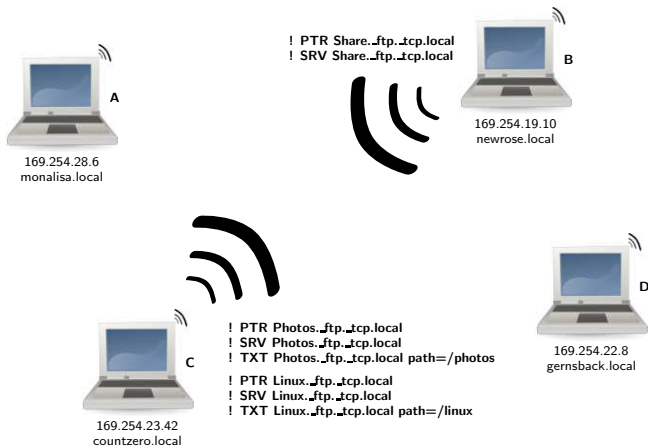 ! PTR Share._ftp._tcp.local
! SRV Share._ftp._tcp.local
A
B
169.254.28.6
monalisa.local
169.254.19.10
newrose.local
D
! PTR Photos._ftp._tcp.local
! SRV Photos._ftp._tcp.local
! TXT Photos._ftp._tcp.local path=/photos
C
! PTR Linux._ftp._tcp.local
! SRV Linux._ftp._tcp.local
! TXT Linux._ftp._tcp.local path=/linux
169.254.22.8
gernsback.local
169.254.23.42
countzero.local